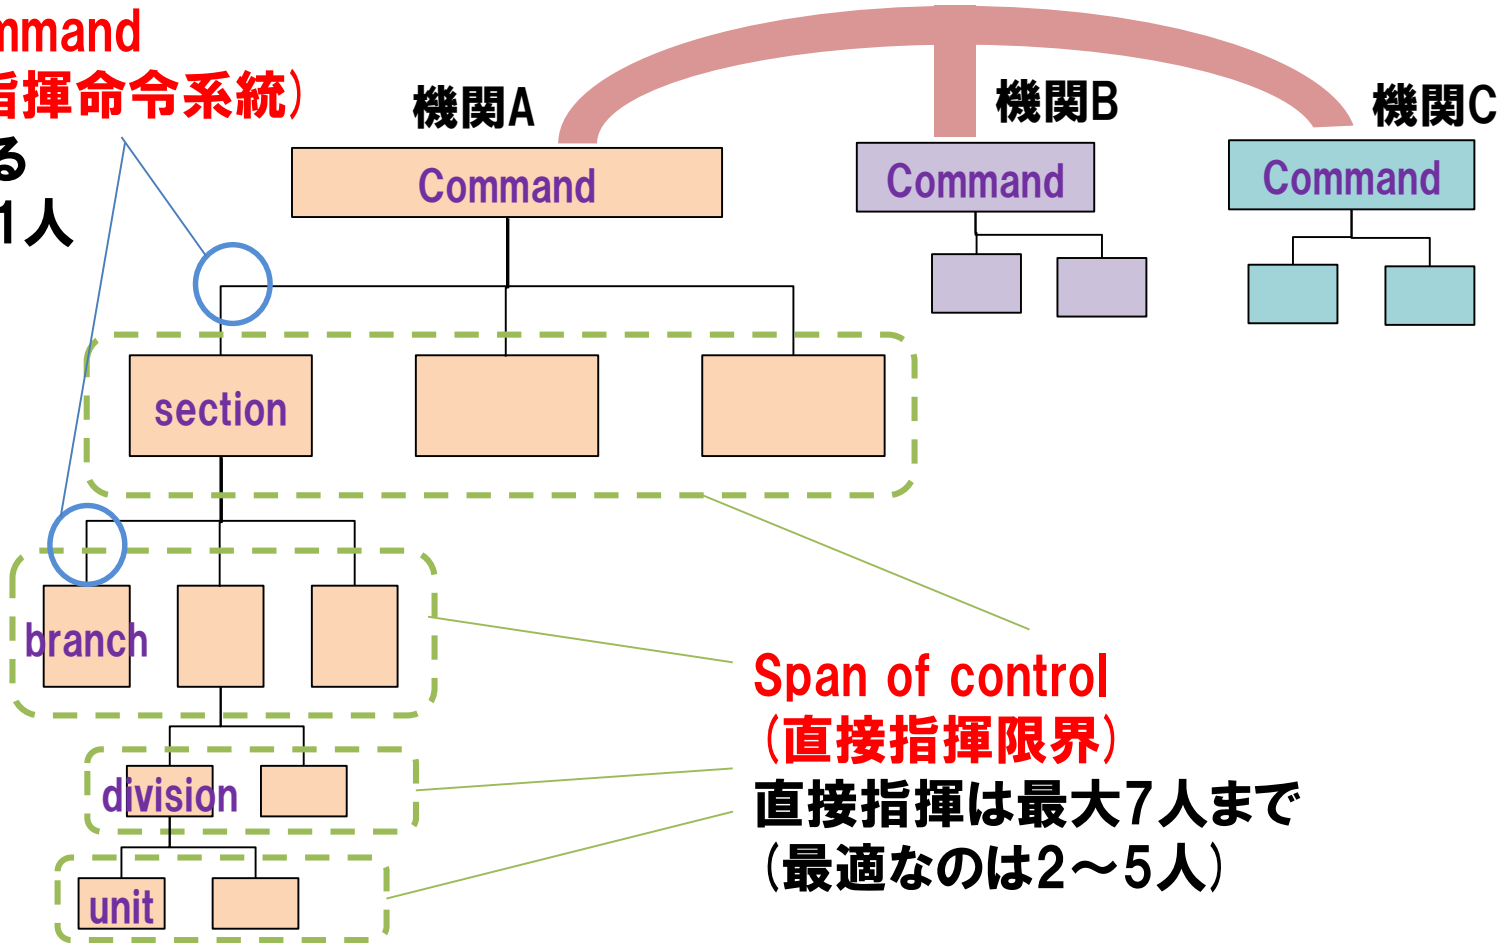 mmand
指揮命令系統)
る
1人
機関A
機関B
機関C
Command
Command
Command
section
branch
division
unit
Span of control
(直接指揮限界)
直接指揮は最大7人まで
(最適なのは2～5人)